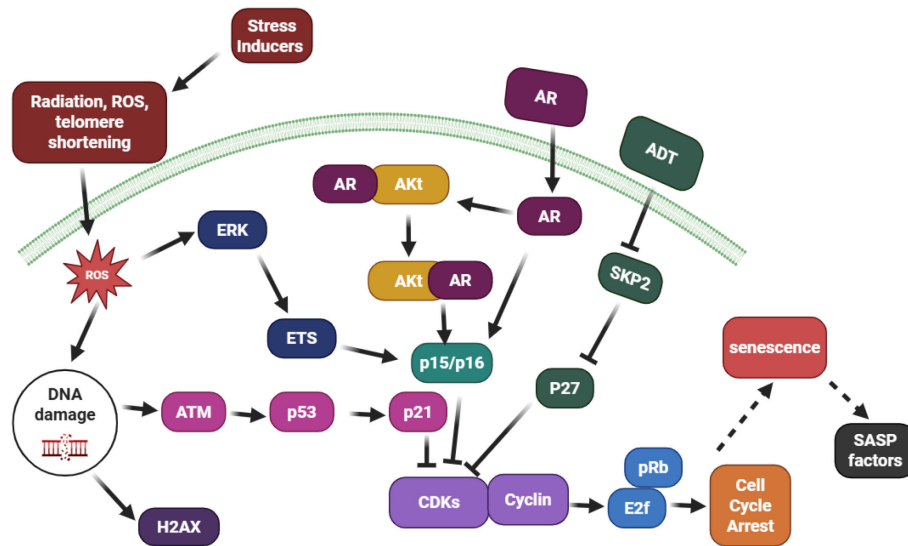 Stress
Inducers
Radiation, ROS,
telomere
shortening
AR
ADT
AR
AKt
AR
ERK
ROS
AKt
AR
SKP2
ETS
p15/p16
senescence
DNA
damage
ATM
p53
p21
P27
SASP
factors
pRb
CDKs
Cyclin
E2f
Cell
Cycle
Arrest
H2AX